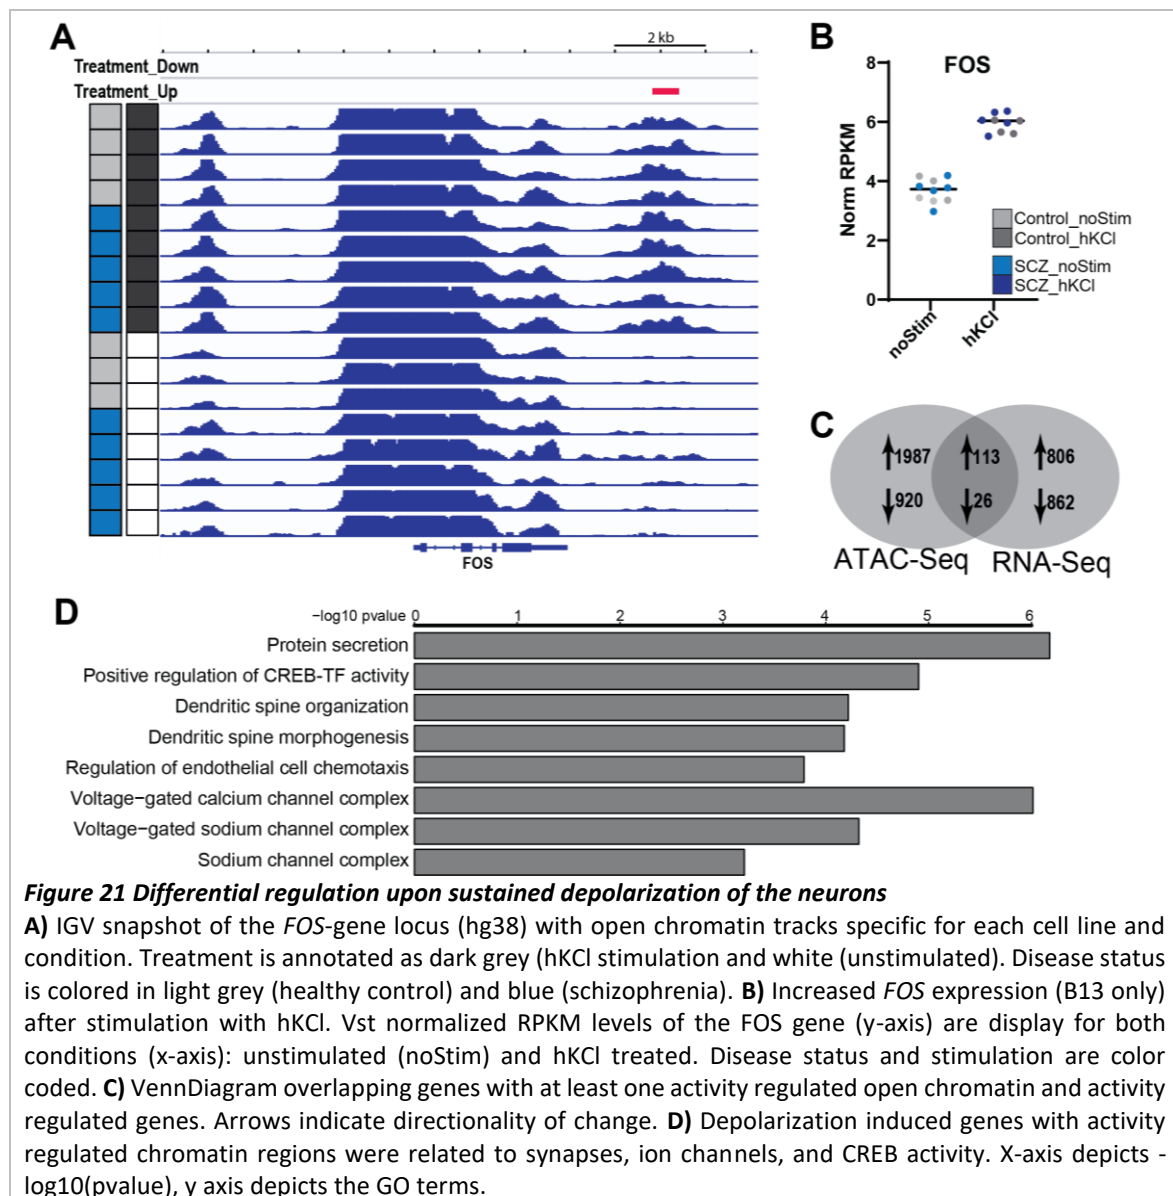 A
2 kb
Treatment_Down
Treatment_Up
FOS
B
FOS
Norm RPKM
8
6
4
2
0
noStim
hKCl
Control_noStim
Control_hKCl
SCZ_noStim
SCZ_hKCl
C
1987
113
806
920
26
862
ATAC-Seq RNA-Seq
D
−log10 pvalue 0 1 2 3 4 5 6
Protein secretion
Positive regulation of CREB-TF activity
Dendritic spine organization
Dendritic spine morphogenesis
Regulation of endothelial cell chemotaxis
Voltage−gated calcium channel complex
Voltage−gated sodium channel complex
Sodium channel complex
Figure 21 Differential regulation upon sustained depolarization of the neurons
A) IGV snapshot of the FOS-gene locus (hg38) with open chromatin tracks specific for each cell line and
condition. Treatment is annotated as dark grey (hKCl stimulation and white (unstimulated). Disease status
is colored in light grey (healthy control) and blue (schizophrenia). B) Increased FOS expression (B13 only)
after stimulation with hKCl. Vst normalized RPKM levels of the FOS gene (y-axis) are display for both
conditions (x-axis): unstimulated (noStim) and hKCl treated. Disease status and stimulation are color
coded. C) VennDiagram overlapping genes with at least one activity regulated open chromatin and activity
regulated genes. Arrows indicate directionality of change. D) Depolarization induced genes with activity
regulated chromatin regions were related to synapses, ion channels, and CREB activity. X-axis depicts -
log10(pvalue), y axis depicts the GO terms.